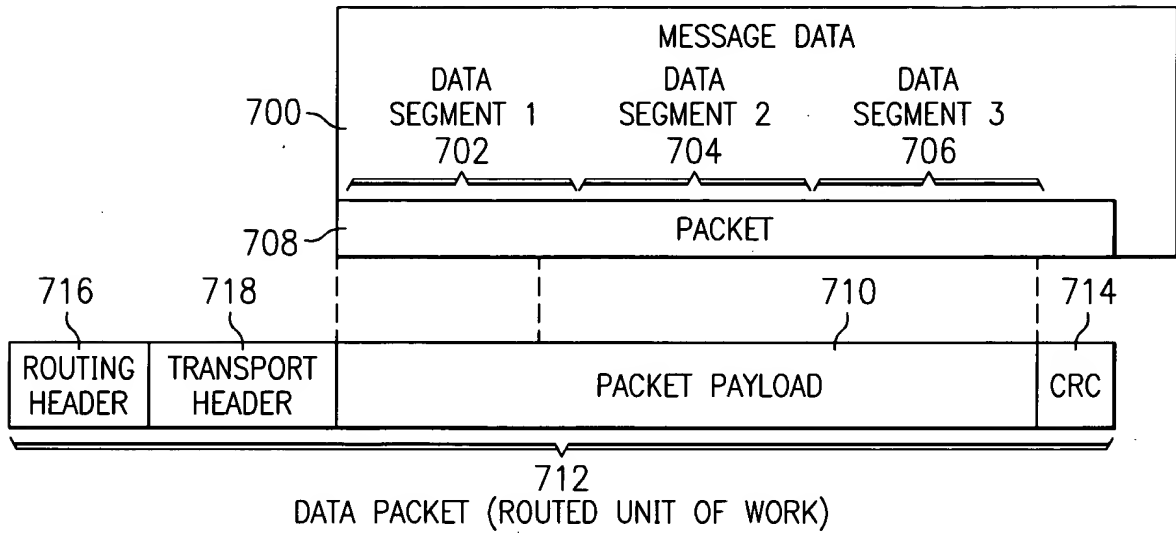 MESSAGE DATA
DATA SEGMENT 1
702
DATA SEGMENT 2
704
DATA SEGMENT 3
706
700
708
PACKET
716
718
710
714
ROUTING HEADER
TRANSPORT HEADER
PACKET PAYLOAD
CRC
712
DATA PACKET (ROUTED UNIT OF WORK)